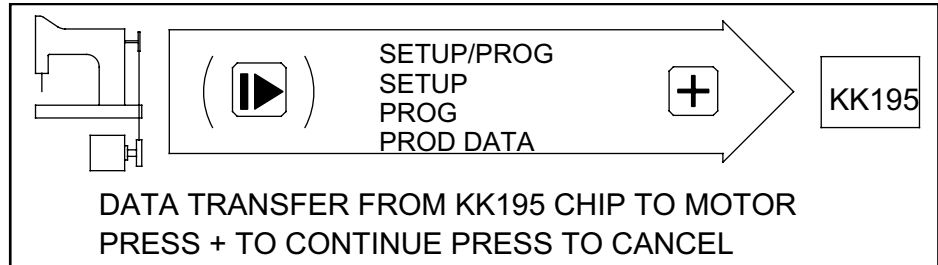 SETUP/PROG
SETUP
PROG
PROD DATA
KK195
DATA TRANSFER FROM KK195 CHIP TO MOTOR
PRESS + TO CONTINUE PRESS TO CANCEL